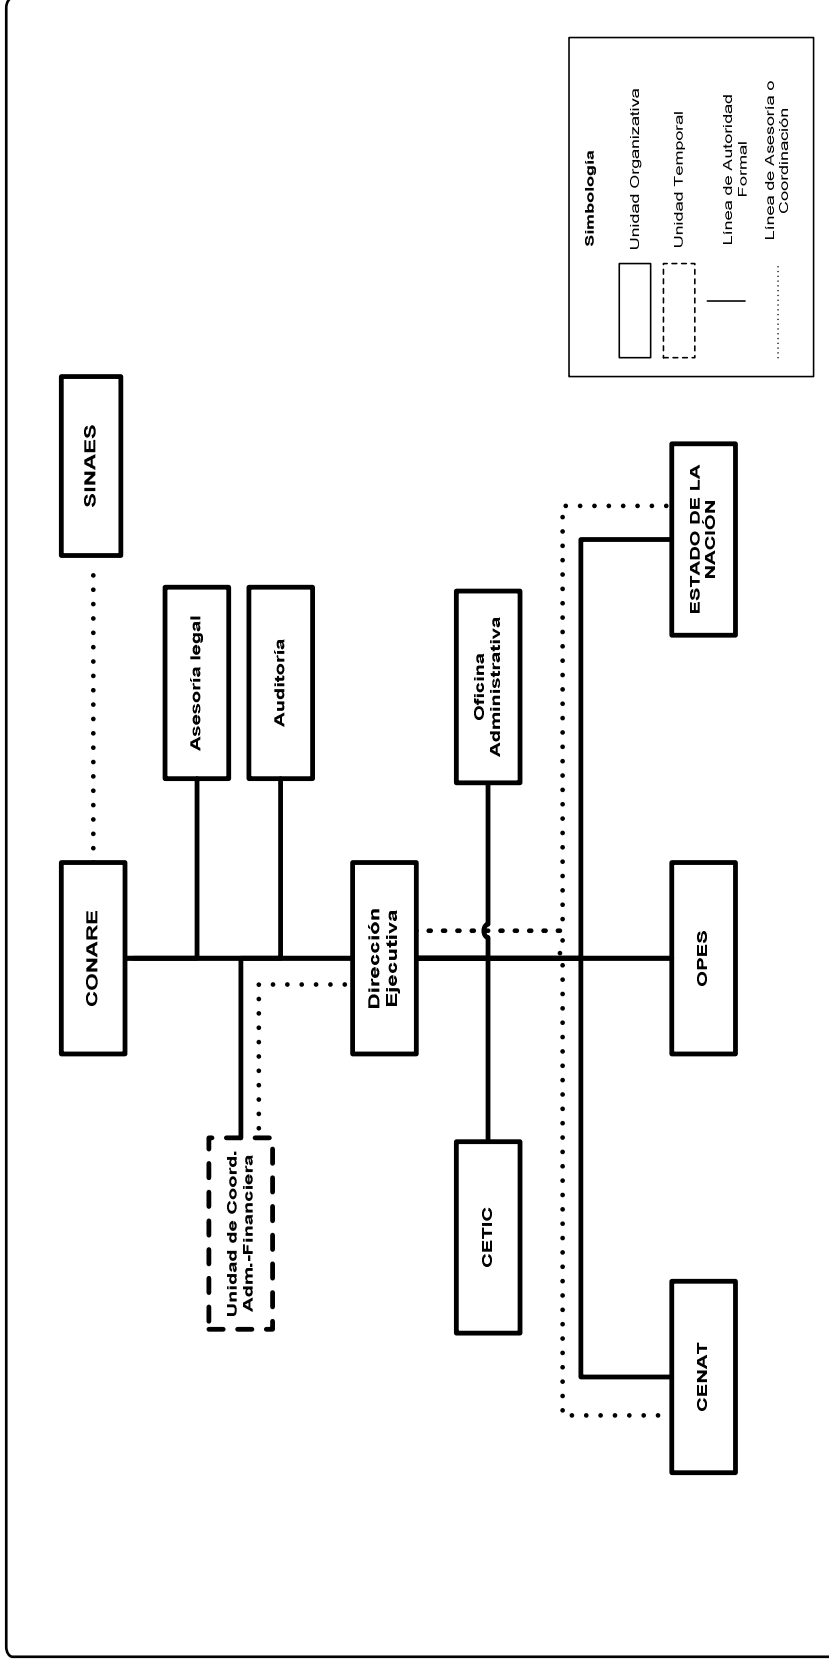 CONARE
SINAES
Asesoría legal
Auditoría
Unidad de Coord.
Adm.-Financiera
Dirección
Ejecutiva
CETIC
Oficina
Administrativa
CENAT
OPES
ESTADO DE LA
NACIÓN
Simbología
Unidad Organizativa
Unidad Temporal
Línea de Autoridad
Formal
Línea de Asesoría o
Coordinación